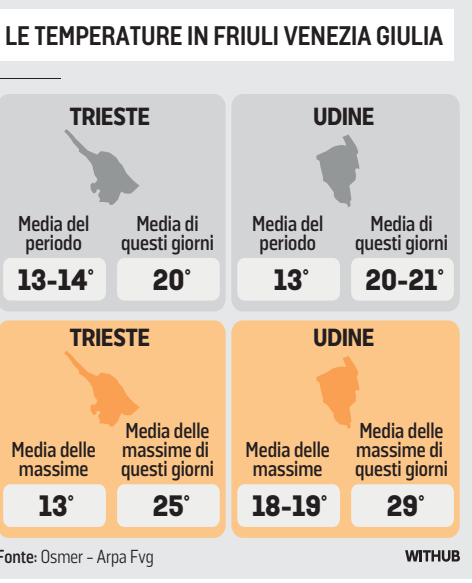 LE TEMPERATURE IN FRIULI VENEZIA GIULIA
TRIESTE
Media del
periodo
13-14°
Media di
questi giorni
20°
UDINE
Media del
periodo
13°
Media di
questi giorni
20-21°
TRIESTE
Media delle
massime
13°
Media delle
massime di
questi giorni
25°
UDINE
Media delle
massime
18-19°
Media delle
massime di
questi giorni
29°
Fonte: Osmer - Arpa Fvg
WITHUB